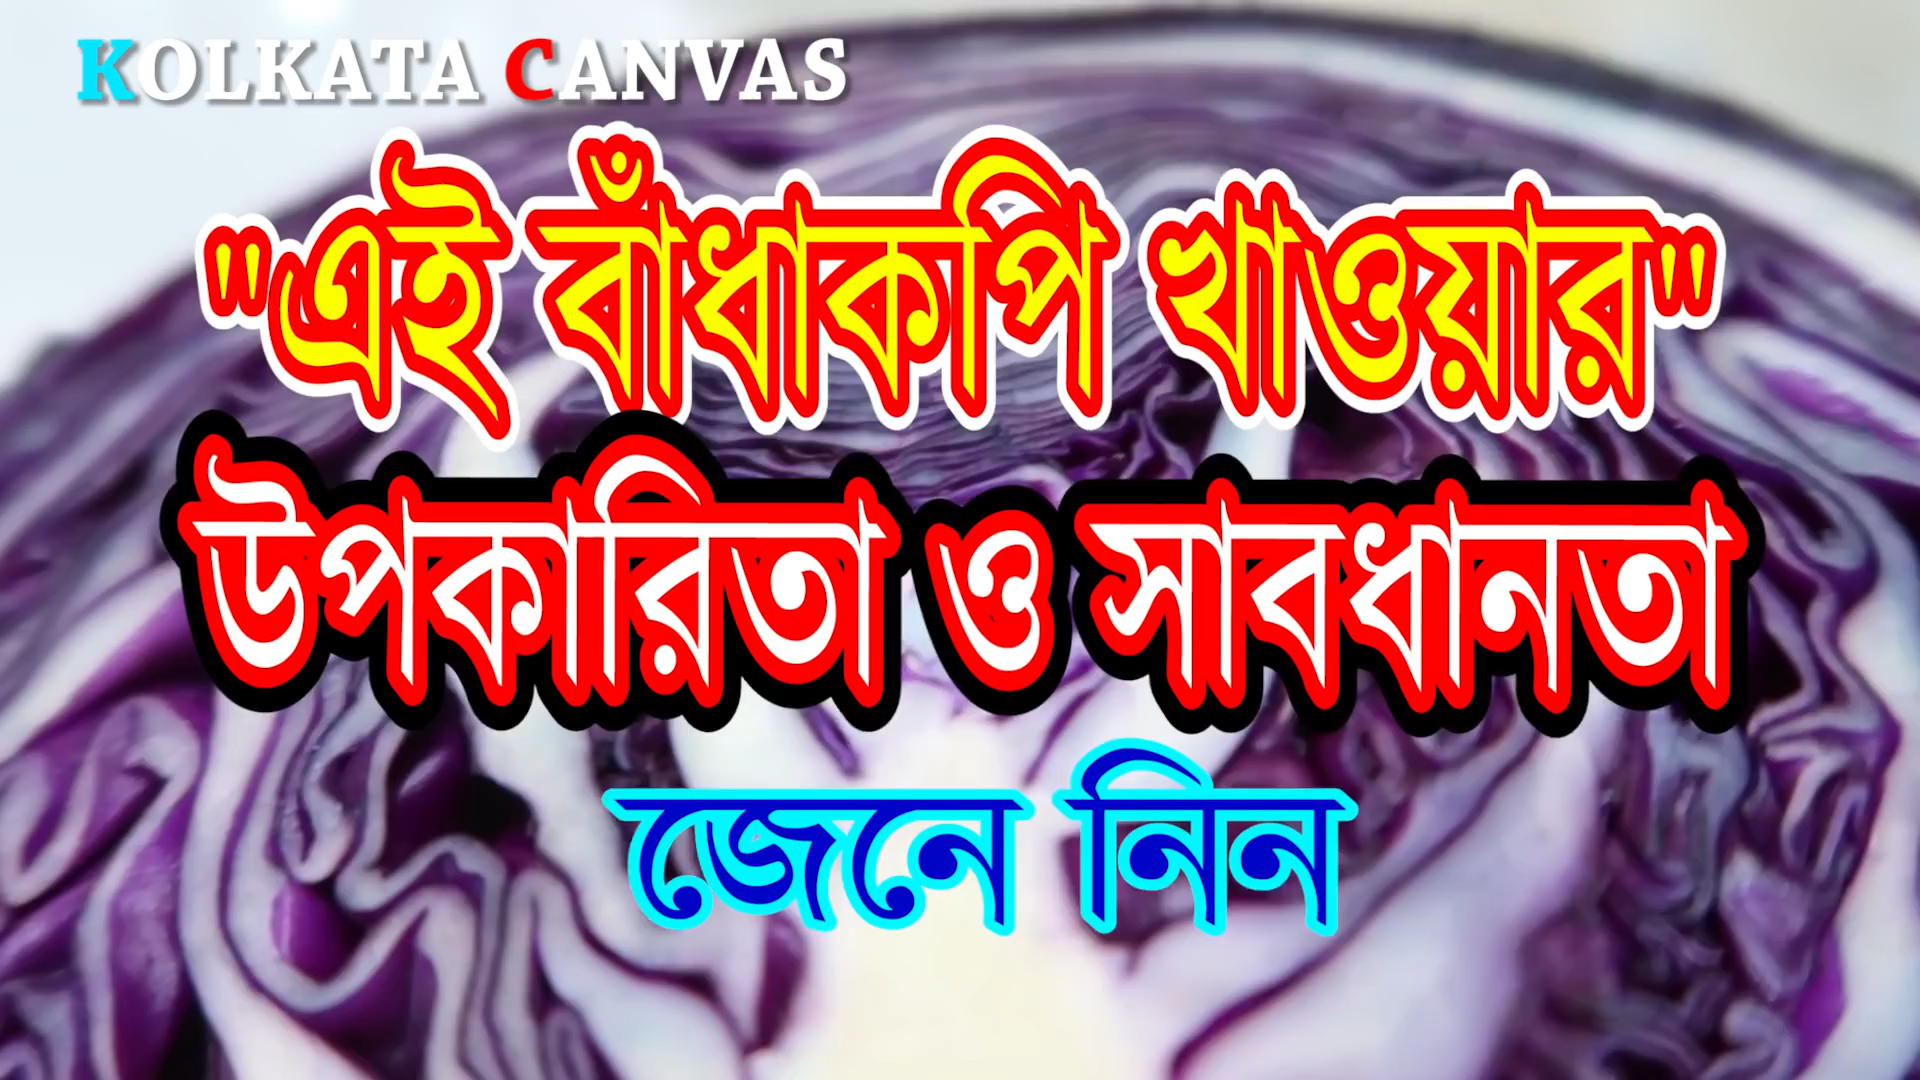 KOLKATA CANVAS
"এই বাঁধাকপি খাওয়ার"
উপকারিতা ও সাবধানতা
জেনে নিন